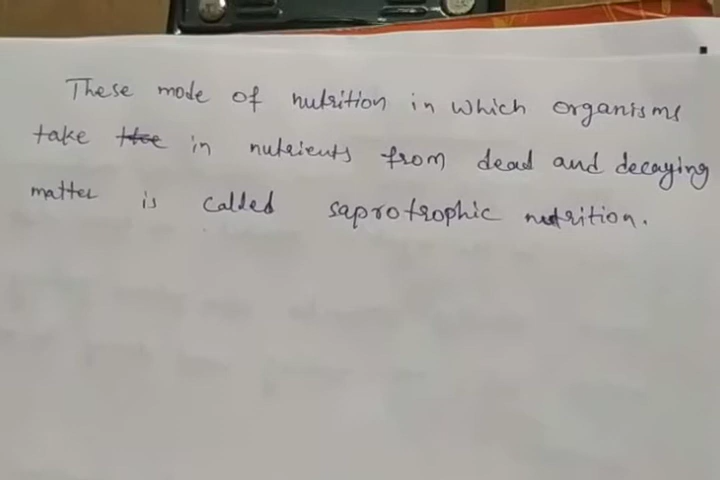 These mode of nutrition in which organisms
take in nutrients from dead and decaying
matter is called saprotrophic nutrition.